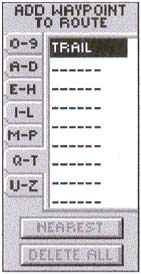 ADD WAYPOINT
TO ROUTE
0-9
A-D
E-H
I-L
M-P
Q-T
U-Z
TRAIL
------
------
------
------
------
------
------
------
NEAREST
DELETE ALL